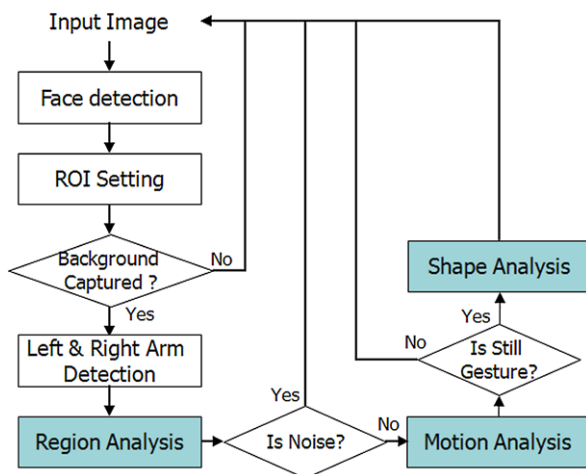 Input Image
Face detection
ROI Setting
Background
Captured ?
No
Yes
Left & Right Arm
Detection
Region Analysis
Yes
Is Noise?
No
Motion Analysis
Is Still
Gesture?
No
Yes
Shape Analysis